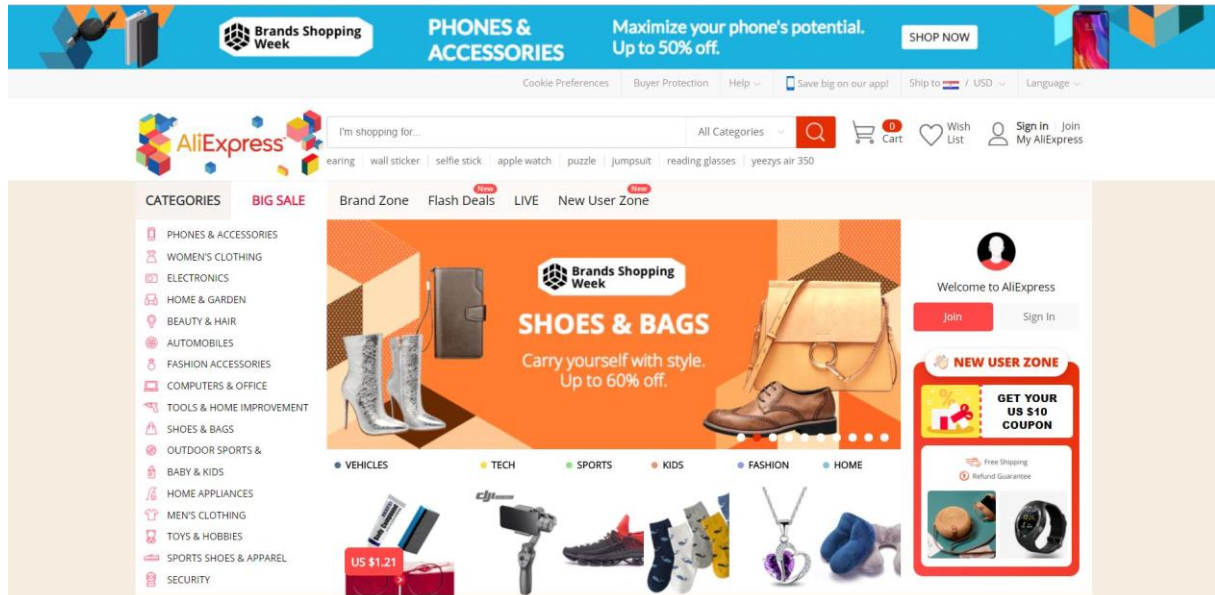 Brands Shopping
Week
PHONES &
ACCESSORIES
Maximize your phone's potential.
Up to 50% off.
SHOP NOW
Cookie Preferences
Buyer Protection
Help
Save big on our app!
Ship to / USD
Language
AliExpress
I'm shopping for...
All Categories
0
Cart
Wish
List
Sign in Join
My AliExpress
earing wall sticker selfie stick apple watch puzzle jumpsuit reading glasses yeezys air 350
CATEGORIES
BIG SALE
Brand Zone
New
Flash Deals
LIVE
New
New User Zone
PHONES & ACCESSORIES
WOMEN'S CLOTHING
ELECTRONICS
HOME & GARDEN
BEAUTY & HAIR
AUTOMOBILES
FASHION ACCESSORIES
COMPUTERS & OFFICE
TOOLS & HOME IMPROVEMENT
SHOES & BAGS
OUTDOOR SPORTS &
BABY & KIDS
HOME APPLIANCES
MEN'S CLOTHING
TOYS & HOBBIES
SPORTS SHOES & APPAREL
SECURITY
Brands Shopping
Week
SHOES & BAGS
Carry yourself with style.
Up to 60% off.
Welcome to AliExpress
Join
Sign In
NEW USER ZONE
GET YOUR
US $10
COUPON
Free Shipping
Refund Guarantee
VEHICLES
TECH
SPORTS
KIDS
FASHION
HOME
dji
US $1.21